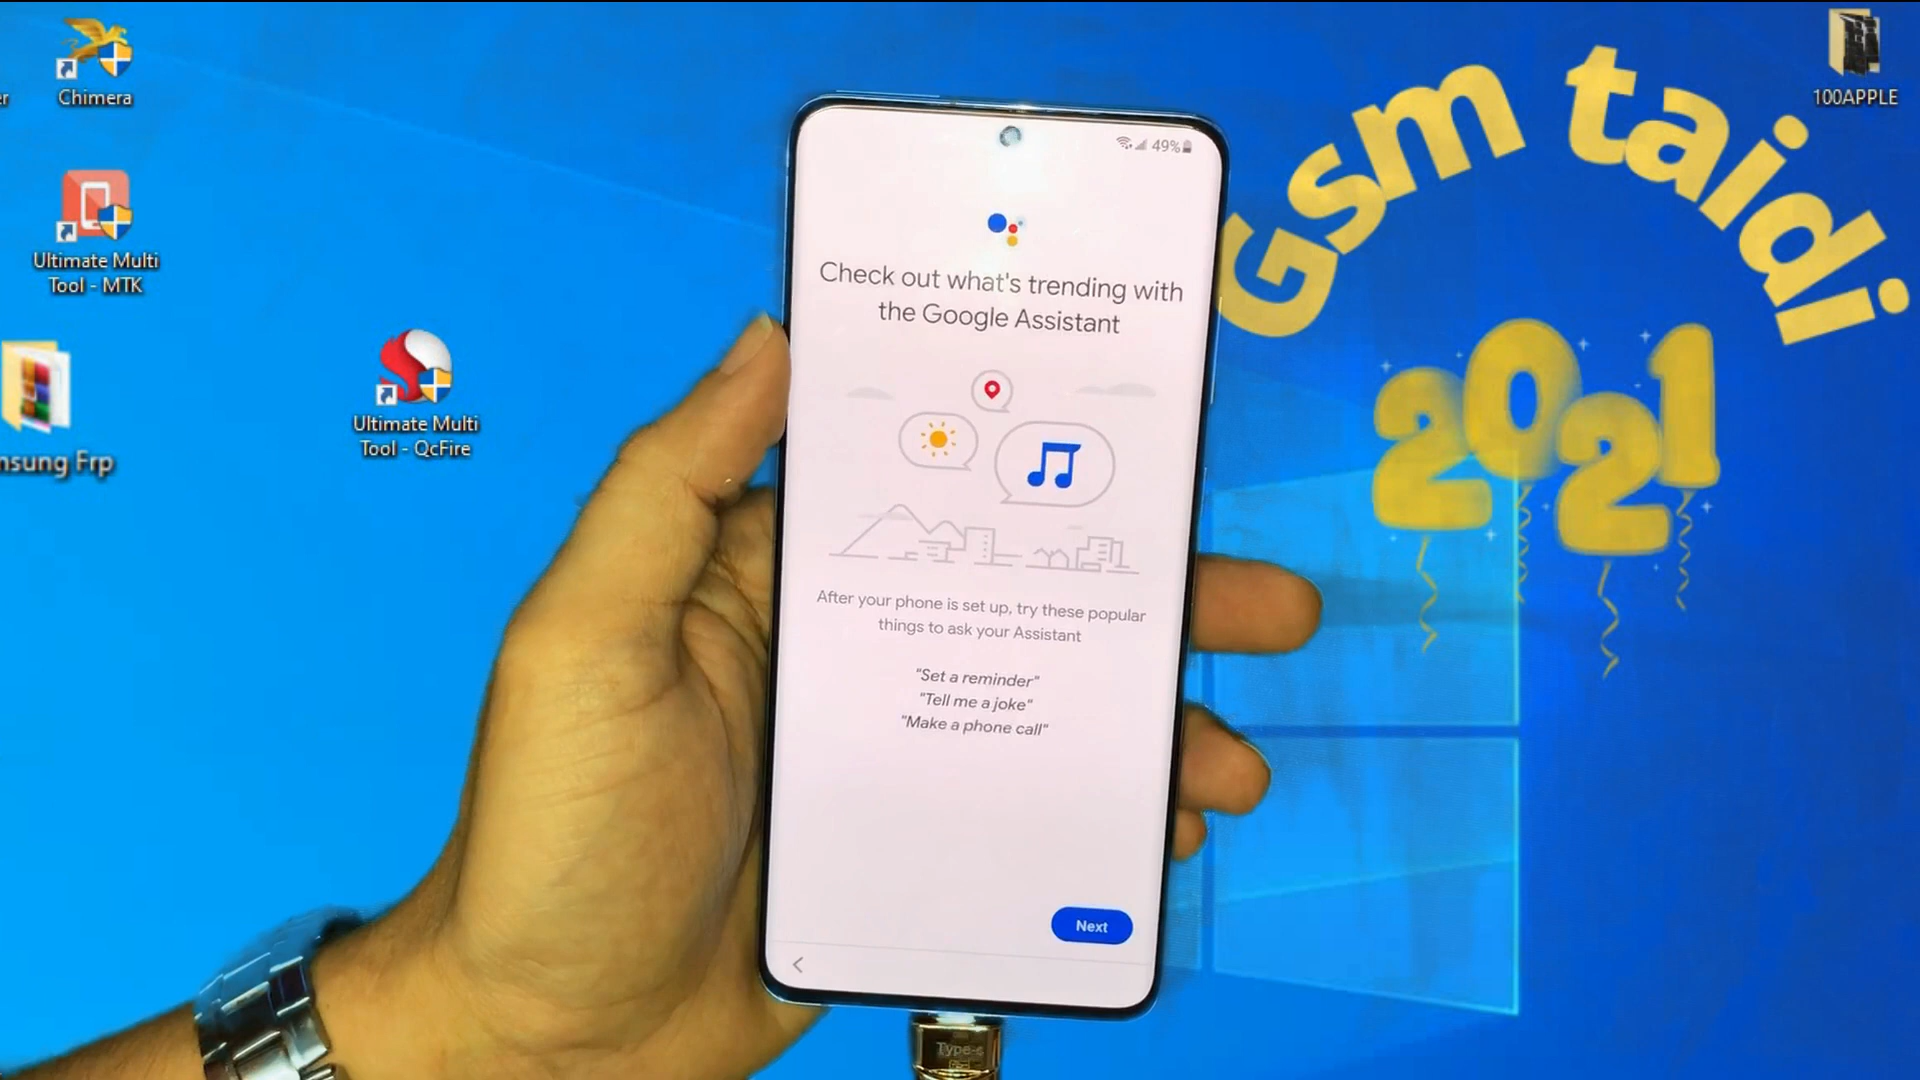 er
Chimera
Ultimate Multi
Tool - MTK
nsung Frp
Ultimate Multi
Tool - QcFire
100APPLE
Gsm taidi
2021
49%
Check out what's trending with
the Google Assistant
After your phone is set up, try these popular
things to ask your Assistant
"Set a reminder"
"Tell me a joke"
"Make a phone call"
Next
Type-c